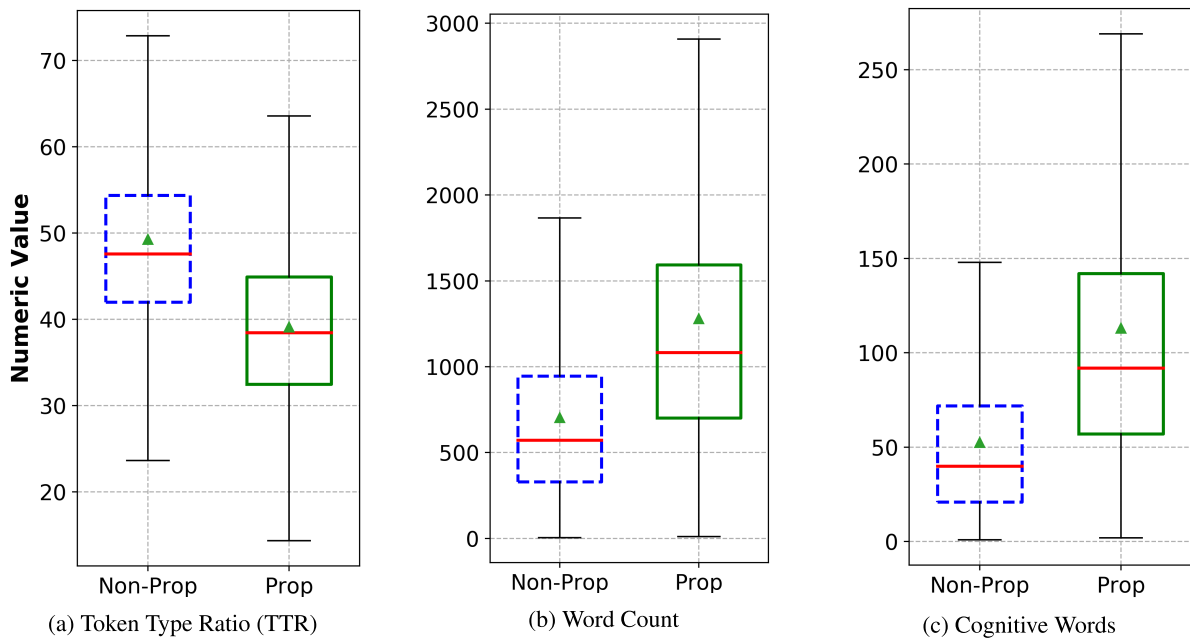 Numeric Value
70
60
50
40
30
20
Non-Prop Prop
(a) Token Type Ratio (TTR)
3000
2500
2000
1500
1000
500
0
Non-Prop Prop
(b) Word Count
250
200
150
100
50
0
Non-Prop Prop
(c) Cognitive Words